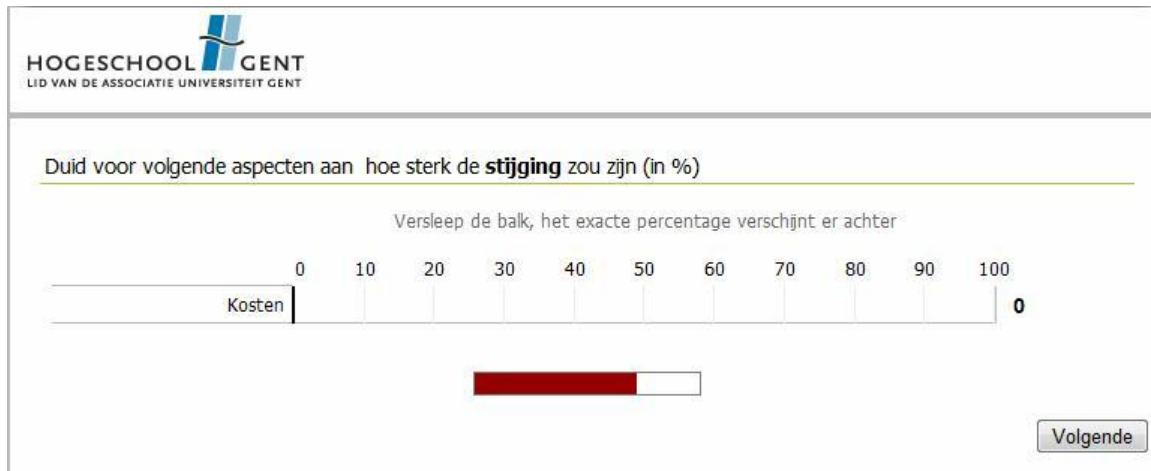 HOGESCHOOL GENT
LID VAN DE ASSOCIATIE UNIVERSITEIT GENT
Duid voor volgende aspecten aan hoe sterk de stijging zou zijn (in %)
Versleep de balk, het exacte percentage verschijnt er achter
0 10 20 30 40 50 60 70 80 90 100
Kosten 0
Volgende